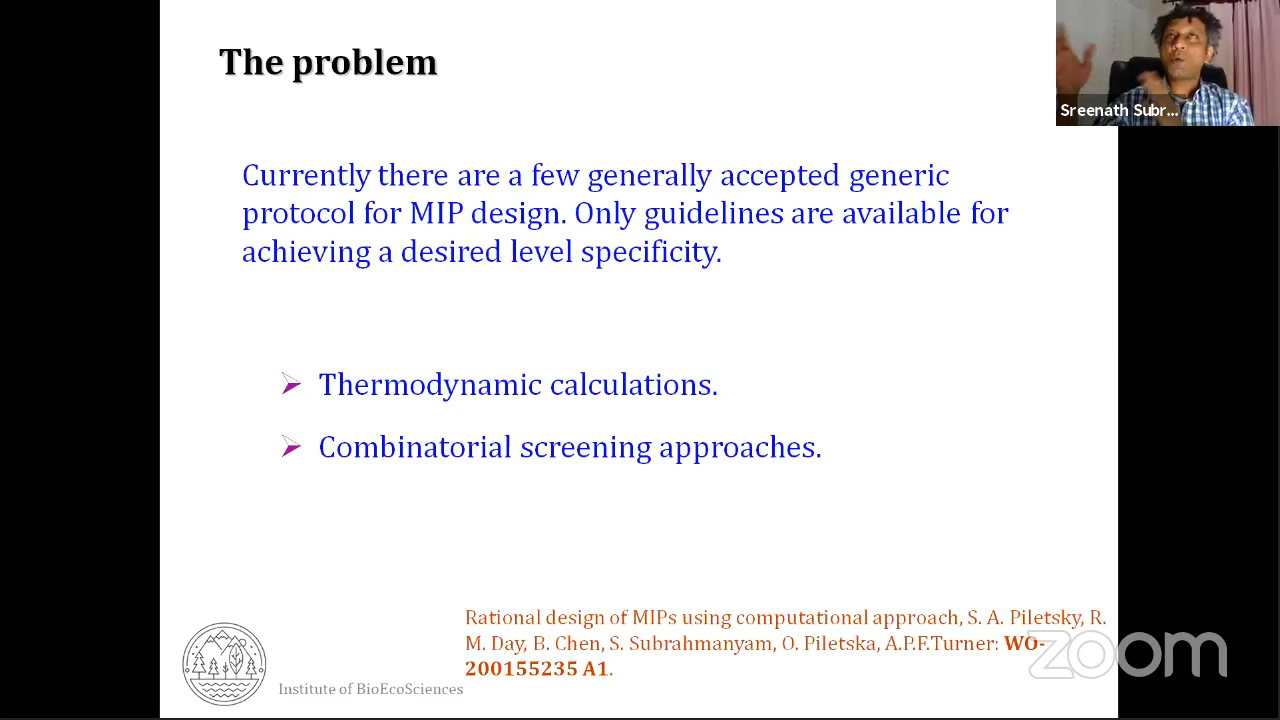 The problem
Sreenath Subr...
Currently there are a few generally accepted generic
protocol for MIP design. Only guidelines are available for
achieving a desired level specificity.
Thermodynamic calculations.
Combinatorial screening approaches.
Rational design of MIPs using computational approach, S. A. Piletsky, R.
M. Day, B. Chen, S. Subrahmanyam, O. Piletska, A.P.F.Turner: WO-
200155235 A1.
Institute of BioEcoSciences
zoom